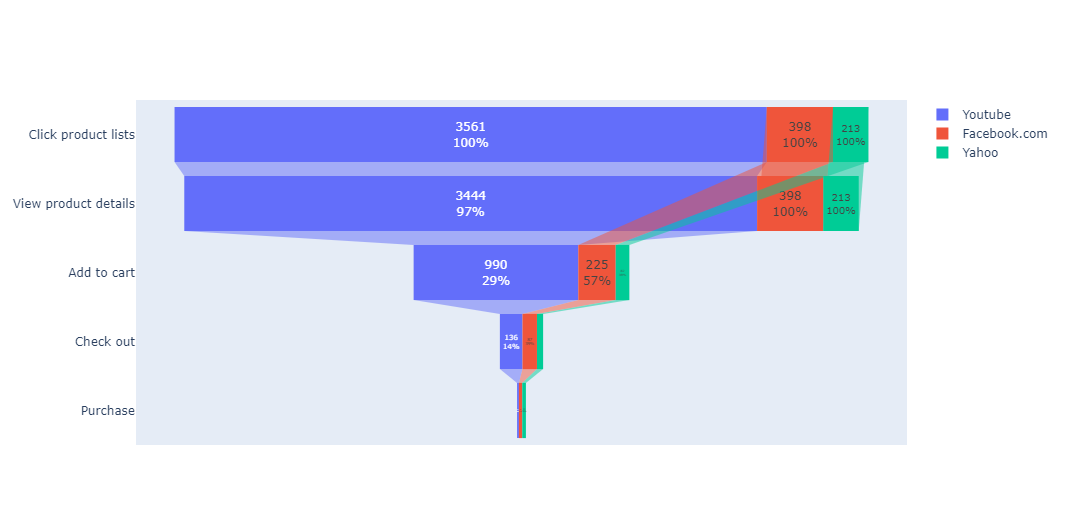 Click product lists
3561
100%
398
100%
213
100%
Youtube
Facebook.com
Yahoo
View product details
3444
97%
398
100%
213
100%
Add to cart
990
29%
225
57%
Check out
136
14%
Purchase